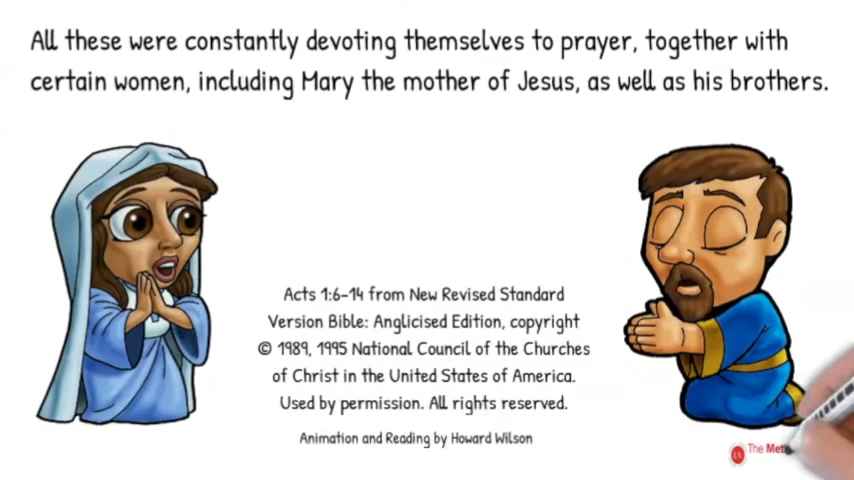 All these were constantly devoting themselves to prayer, together with
certain women, including Mary the mother of Jesus, as well as his brothers.
Acts 1:6-14 from New Revised Standard
Version Bible: Anglicised Edition, copyright
© 1989, 1995 National Council of the Churches
of Christ in the United States of America.
Used by permission. All rights reserved.
Animation and Reading by Howard Wilson
The Met